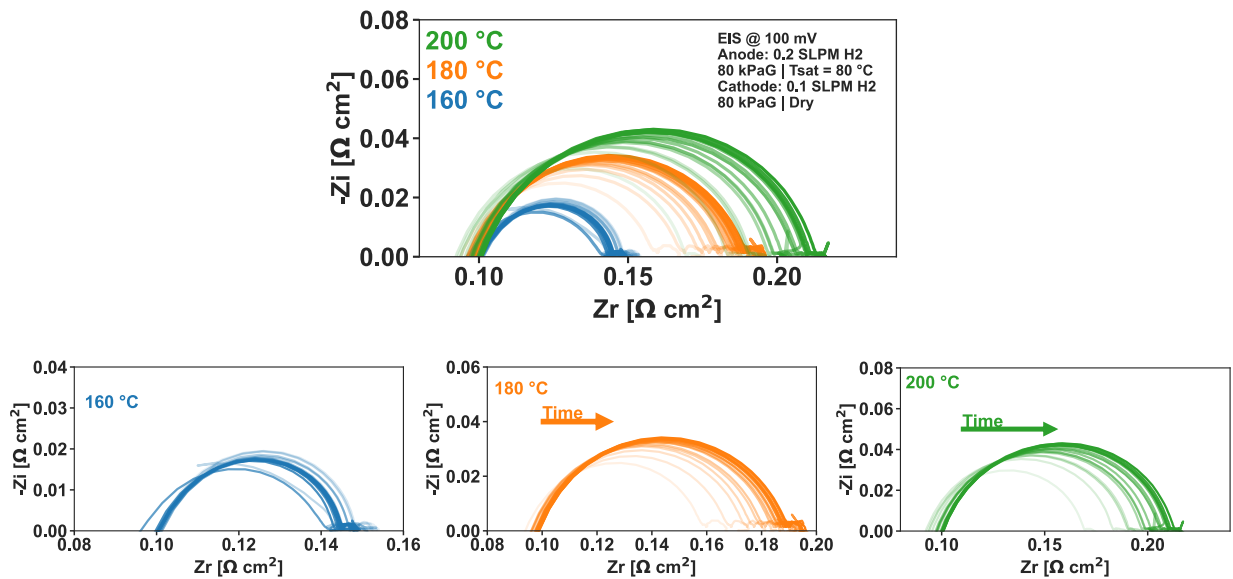 0.08
0.06
0.04
0.02
0.00
-Zi [Ω cm²]
200 °C
180 °C
160 °C
EIS @ 100 mV
Anode: 0.2 SLPM H2
80 kPaG | Tsat = 80 °C
Cathode: 0.1 SLPM H2
80 kPaG | Dry
0.10 0.15 0.20
Zr [Ω cm²]
0.04
0.03
0.02
0.01
0.00
-Zi [Ω cm²]
160 °C
0.08 0.10 0.12 0.14 0.16
Zr [Ω cm²]
0.06
0.04
0.02
0.00
-Zi [Ω cm²]
180 °C
Time
0.08 0.10 0.12 0.14 0.16 0.18 0.20
Zr [Ω cm²]
0.08
0.06
0.04
0.02
0.00
-Zi [Ω cm²]
200 °C
Time
0.10 0.15 0.20
Zr [Ω cm²]